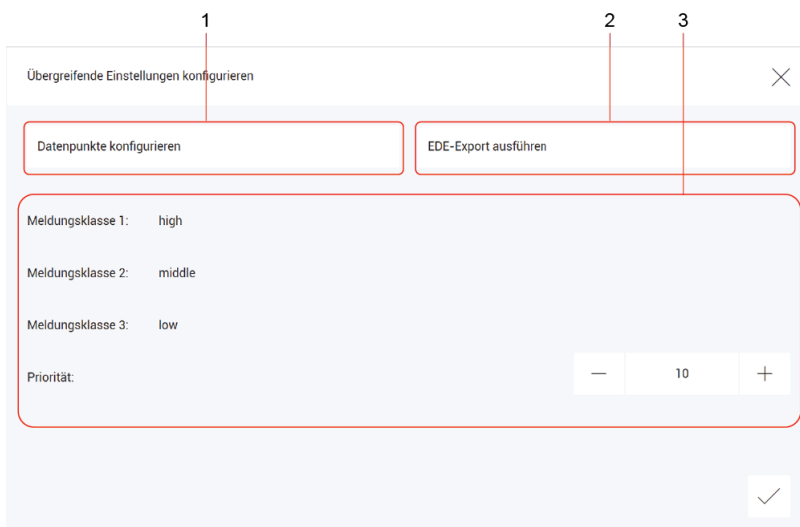 1 2 3
Übergreifende Einstellungen konfigurieren
Datenpunkte konfigurieren EDE-Export ausführen
Meldungsklasse 1: high
Meldungsklasse 2: middle
Meldungsklasse 3: low
Priorität: — 10 +